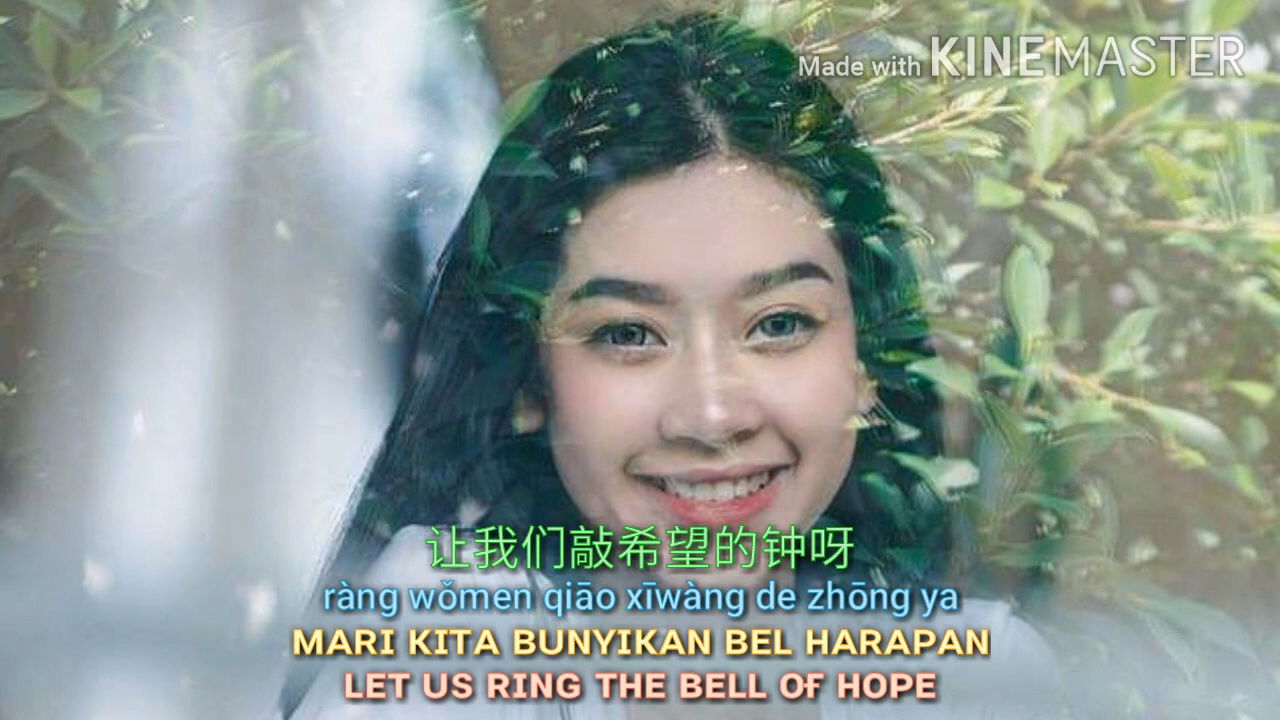 Made with KINEMASTER
让我们敲希望的钟呀
ràng wǒmen qiāo xīwàng de zhōng ya
MARI KITA BUNYIKAN BEL HARAPAN
LET US RING THE BELL OF HOPE